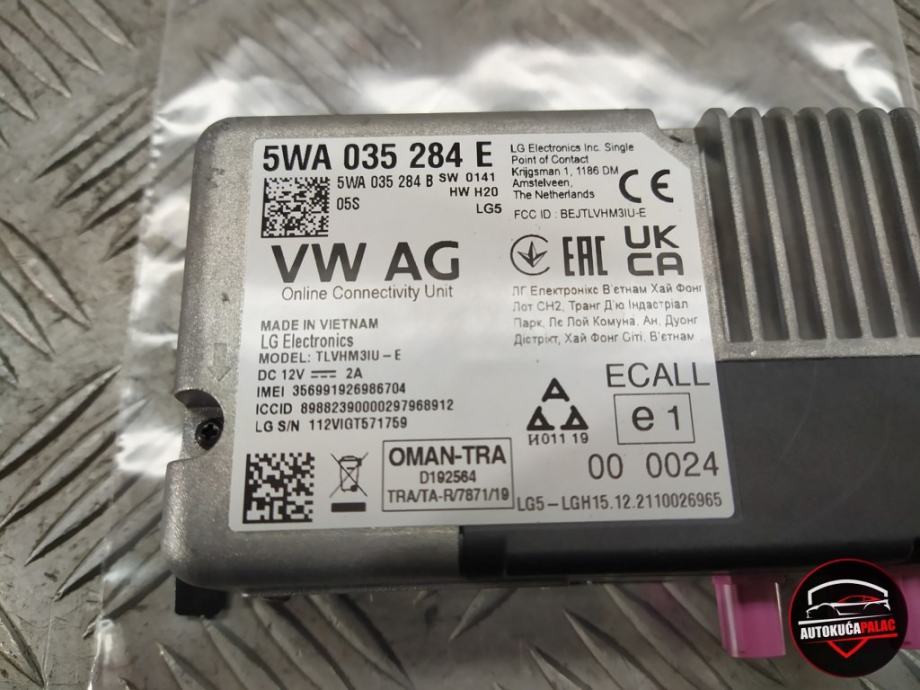 5WA 035 284 E
5WA 035 284 B SW 0141
HW H20
05S
LG5
LG Electronics Inc. Single
Point of Contact
Krijgsman 1, 1186 DM
Amstelveen,
The Netherlands
CE
FCC ID : BEJTLVHM3IU-E
VW AG
Online Connectivity Unit
EAC
UK
CA
ЛГ Електронікс В'єтнам Хай Фонг
Лот СН2, Транг Д'ю Індастріал
Парк, Лє Лой Комуна, Ан, Дуонг
Дістрікт, Хай Фонг Сіті, В'єтнам
MADE IN VIETNAM
LG Electronics
MODEL: TLVHM3IU-E
DC 12V 2A
IMEI 356991926986704
ICCID 89882390000297968912
LG S/N 112VIGT571759
И011 19
ECALL
e1
00 0024
OMAN-TRA
D192564
TRA/TA-R/7871/19
LG5-LGH15.12.2110026965
AUTOKUĆAPALAC